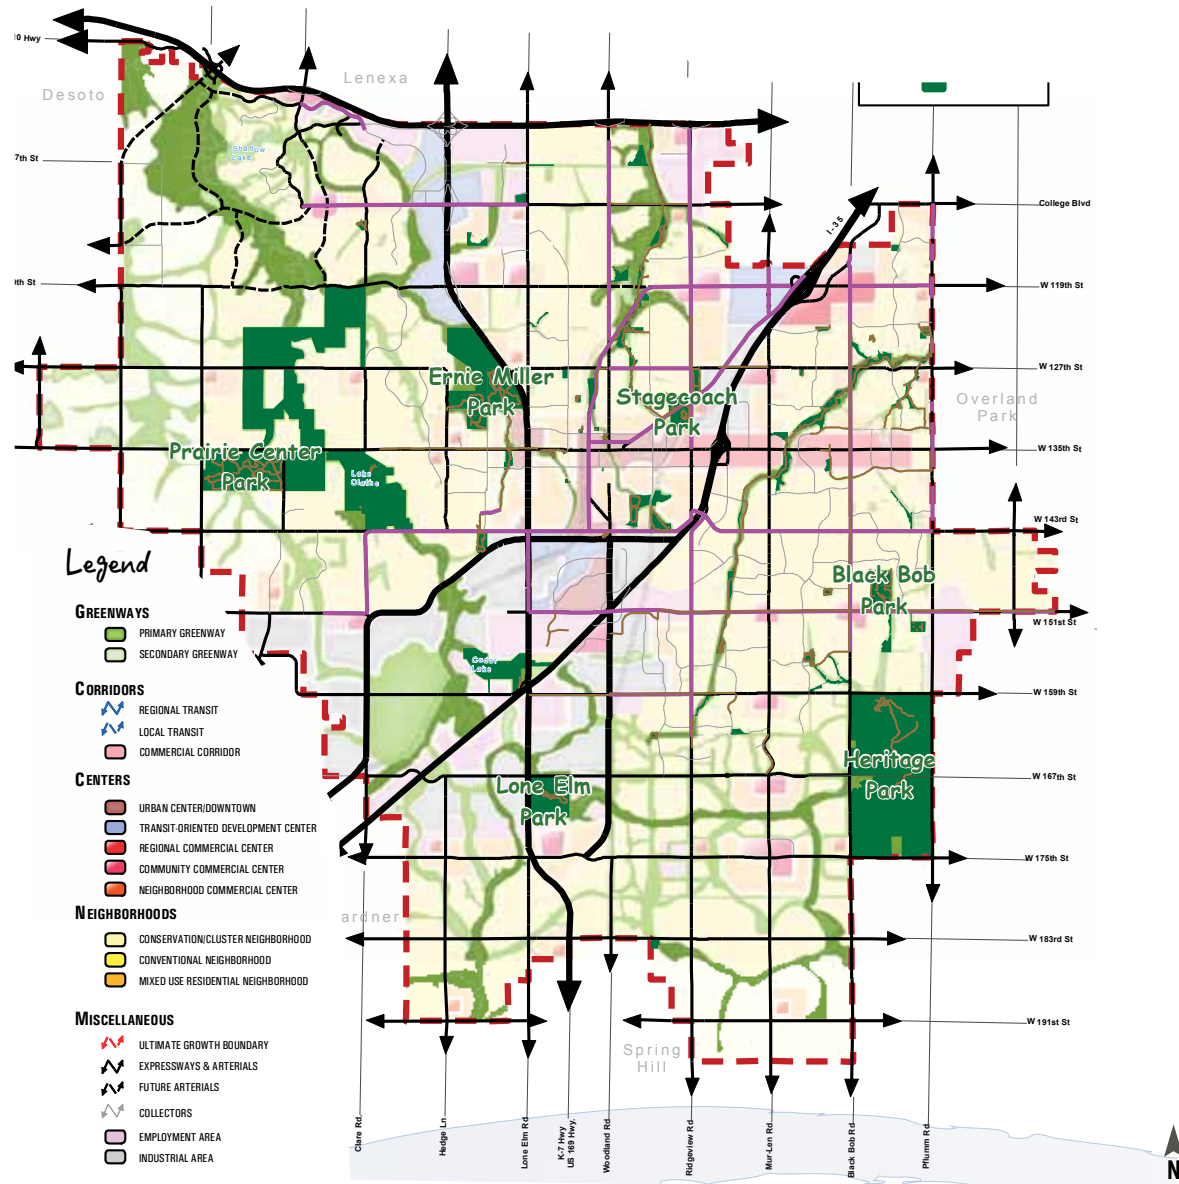 Lenexa
Desoto
Shadow
Lake
I-35
College Blvd
W 119th St
W 127th St
Overland
Park
W 135th St
W 143rd St
W 151st St
W 159th St
W 167th St
W 175th St
W 183rd St
W 191st St
Ernie Miller
Park
Stagecoach
Park
Prairie Center
Park
Lake
Olathe
Black Bob
Park
Cedar
Lake
Heritage
Park
Lone Elm
Park
ardner
Spring
Hill
0 Hwy
7th St
th St
Legend
GREENWAYS
PRIMARY GREENWAY
SECONDARY GREENWAY
CORRIDORS
REGIONAL TRANSIT
LOCAL TRANSIT
COMMERCIAL CORRIDOR
CENTERS
URBAN CENTER/DOWNTOWN
TRANSIT-ORIENTED DEVELOPMENT CENTER
REGIONAL COMMERCIAL CENTER
COMMUNITY COMMERCIAL CENTER
NEIGHBORHOOD COMMERCIAL CENTER
NEIGHBORHOODS
CONSERVATION/CLUSTER NEIGHBORHOOD
CONVENTIONAL NEIGHBORHOOD
MIXED USE RESIDENTIAL NEIGHBORHOOD
MISCELLANEOUS
ULTIMATE GROWTH BOUNDARY
EXPRESSWAYS & ARTERIALS
FUTURE ARTERIALS
COLLECTORS
EMPLOYMENT AREA
INDUSTRIAL AREA
Clare Rd.
Hedge Ln
Lone Elm Rd
K-7 Hwy
US 169 Hwy.
Woodland Rd
Ridgeview Rd
Mur-Len Rd.
Black Bob Rd
Pflumm Rd
N